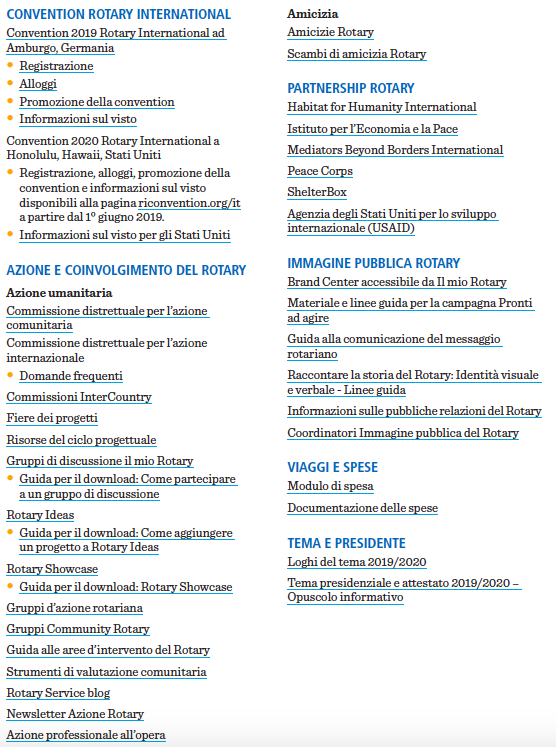 CONVENTION ROTARY INTERNATIONAL
Convention 2019 Rotary International ad
Amburgo, Germania
• Registrazione
• Alloggi
• Promozione della convention
• Informazioni sul visto
Convention 2020 Rotary International a
Honolulu, Hawaii, Stati Uniti
• Registrazione, alloggi, promozione della
convention e informazioni sul visto
disponibili alla pagina riconvention.org/it
a partire dal 1º giugno 2019.
• Informazioni sul visto per gli Stati Uniti
AZIONE E COINVOLGIMENTO DEL ROTARY
Azione umanitaria
Commissione distrettuale per l'azione
comunitaria
Commissione distrettuale per l'azione
internazionale
• Domande frequenti
Commissioni InterCountry
Fiere dei progetti
Risorse del ciclo progettuale
Gruppi di discussione il mio Rotary
• Guida per il download: Come partecipare
a un gruppo di discussione
Rotary Ideas
• Guida per il download: Come aggiungere
un progetto a Rotary Ideas
Rotary Showcase
• Guida per il download: Rotary Showcase
Gruppi d'azione rotariana
Gruppi Community Rotary
Guida alle aree d'intervento del Rotary
Strumenti di valutazione comunitaria
Rotary Service blog
Newsletter Azione Rotary
Azione professionale all'opera
Amicizia
Amicizie Rotary
Scambi di amicizia Rotary
PARTNERSHIP ROTARY
Habitat for Humanity International
Istituto per l'Economia e la Pace
Mediators Beyond Borders International
Peace Corps
ShelterBox
Agenzia degli Stati Uniti per lo sviluppo
internazionale (USAID)
IMMAGINE PUBBLICA ROTARY
Brand Center accessibile da Il mio Rotary
Materiale e linee guida per la campagna Pronti
ad agire
Guida alla comunicazione del messaggio
rotariano
Raccontare la storia del Rotary: Identità visuale
e verbale - Linee guida
Informazioni sulle pubbliche relazioni del Rotary
Coordinatori Immagine pubblica del Rotary
VIAGGI E SPESE
Modulo di spesa
Documentazione delle spese
TEMA E PRESIDENTE
Loghi del tema 2019/2020
Tema presidenziale e attestato 2019/2020 –
Opuscolo informativo